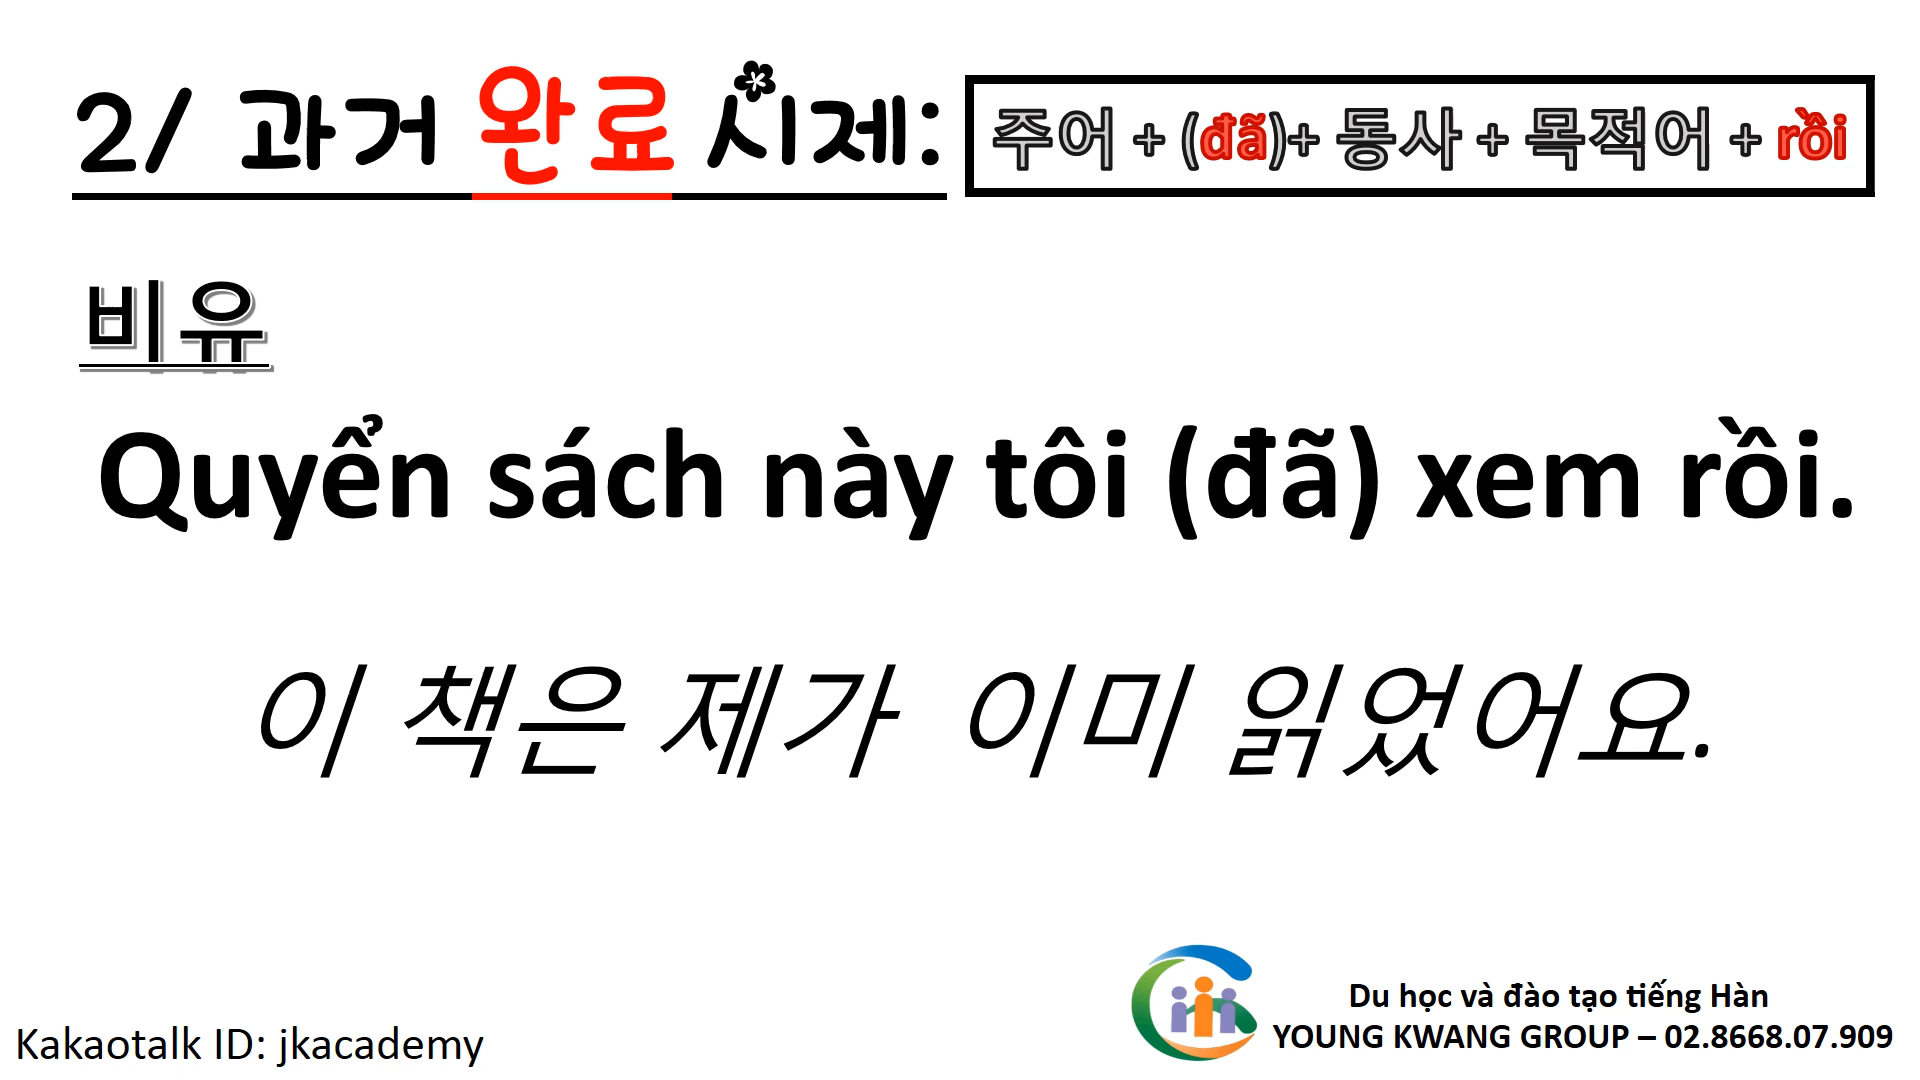 2/ 과거 완료 시제:
주어 + (đã)+ 동사 + 목적어 + rồi
비유
Quyển sách này tôi (đã) xem rồi.
이 책은 제가 이미 읽었어요.
Du học và đào tạo tiếng Hàn
YOUNG KWANG GROUP – 02.8668.07.909
Kakaotalk ID: jkacademy